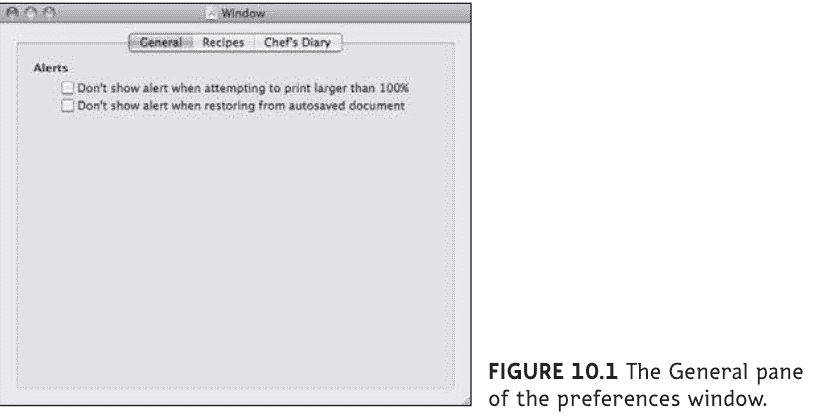 Window
General Recipes Chef's Diary
Alerts
Don't show alert when attempting to print larger than 100%
Don't show alert when restoring from autosaved document
FIGURE 10.1 The General pane
of the preferences window.